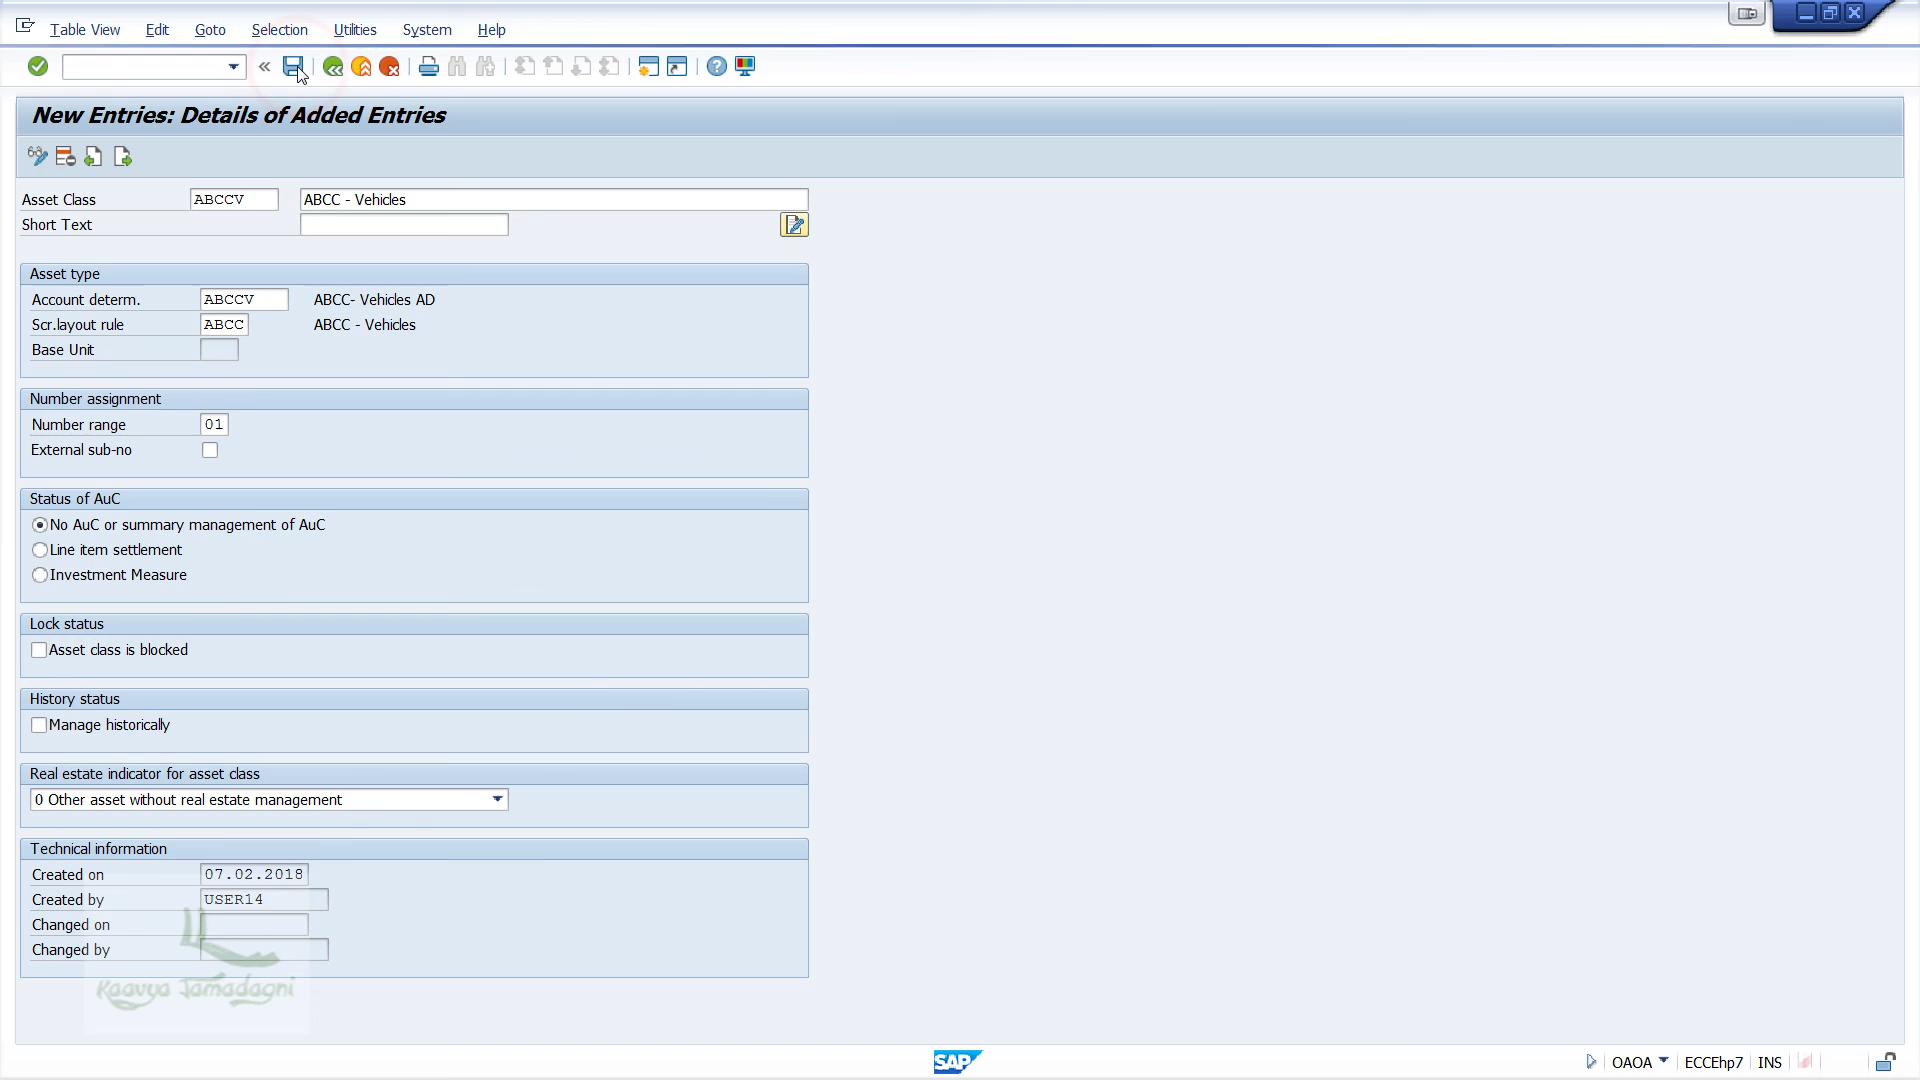 Table View Edit Goto Selection Utilities System Help
New Entries: Details of Added Entries
Asset Class ABCCV ABCC - Vehicles
Short Text
Asset type
Account determ. ABCCV ABCC- Vehicles AD
Scr.layout rule ABCC ABCC - Vehicles
Base Unit
Number assignment
Number range 01
External sub-no
Status of AuC
No AuC or summary management of AuC
Line item settlement
Investment Measure
Lock status
Asset class is blocked
History status
Manage historically
Real estate indicator for asset class
0 Other asset without real estate management
Technical information
Created on 07.02.2018
Created by USER14
Changed on
Changed by
Kaavya Jamadagni
SAP OAOA ECCEhp7 INS